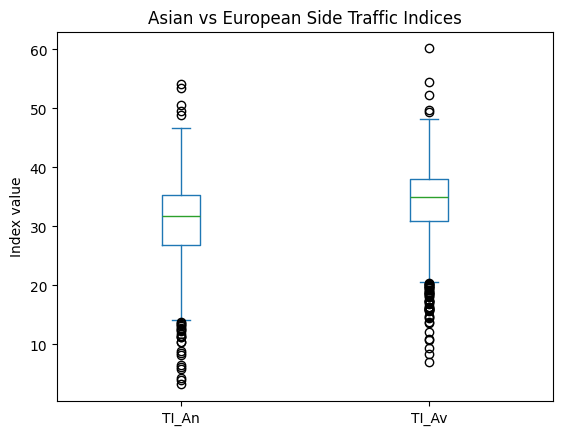 Asian vs European Side Traffic Indices
Index value
60
50
40
30
20
10
TI_An
TI_Av